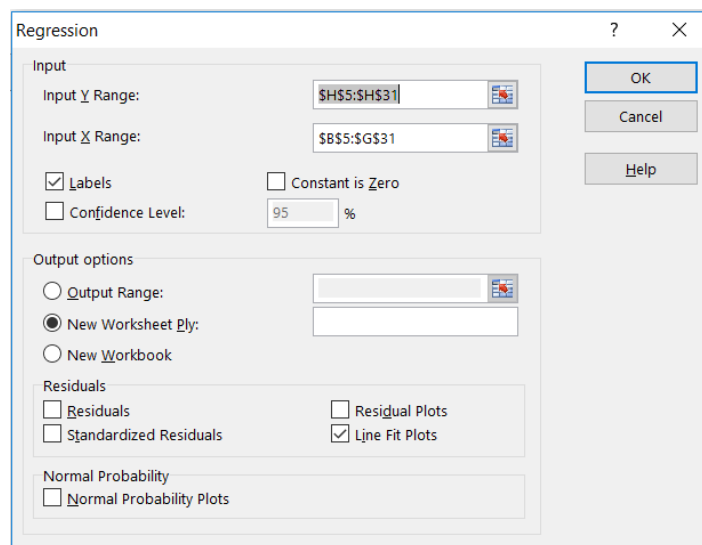 Regression
?
Input
Input Y Range:
$H$5:$H$31
OK
Cancel
Input X Range:
$B$5:$G$31
Help
Labels
Constant is Zero
Confidence Level:
95
%
Output options
Output Range:
New Worksheet Ply:
New Workbook
Residuals
Residuals
Residual Plots
Standardized Residuals
Line Fit Plots
Normal Probability
Normal Probability Plots